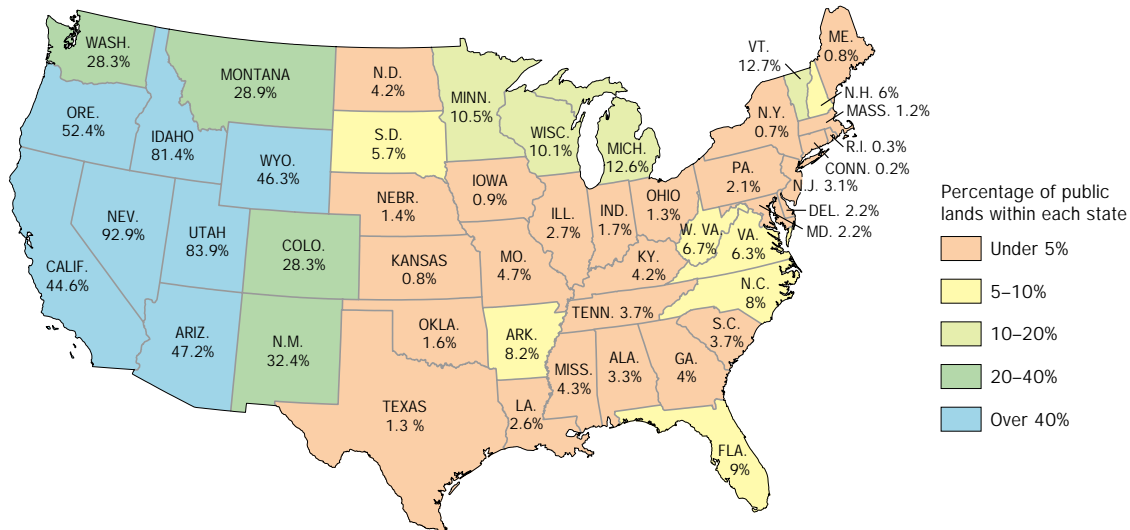 WASH.
28.3%
MONTANA
28.9%
N.D.
4.2%
MINN.
10.5%
ORE.
52.4%
IDAHO
81.4%
WYO.
46.3%
S.D.
5.7%
WISC.
10.1%
MICH.
12.6%
VT.
12.7%
ME.
0.8%
N.H. 6%
MASS. 1.2%
N.Y.
0.7%
R.I. 0.3%
CONN. 0.2%
PA.
2.1%
N.J. 3.1%
DEL. 2.2%
MD. 2.2%
NEV.
92.9%
UTAH
83.9%
COLO.
28.3%
NEBR.
1.4%
IOWA
0.9%
ILL.
2.7%
IND.
1.7%
OHIO
1.3%
W. VA.
6.7%
VA.
6.3%
CALIF.
44.6%
KANSAS
0.8%
MO.
4.7%
KY.
4.2%
N.C.
8%
TENN. 3.7%
ARIZ.
47.2%
N.M.
32.4%
OKLA.
1.6%
ARK.
8.2%
S.C.
3.7%
MISS.
4.3%
ALA.
3.3%
GA.
4%
TEXAS
1.3 %
LA.
2.6%
FLA.
9%
Percentage of public
lands within each state
Under 5%
5–10%
10–20%
20–40%
Over 40%